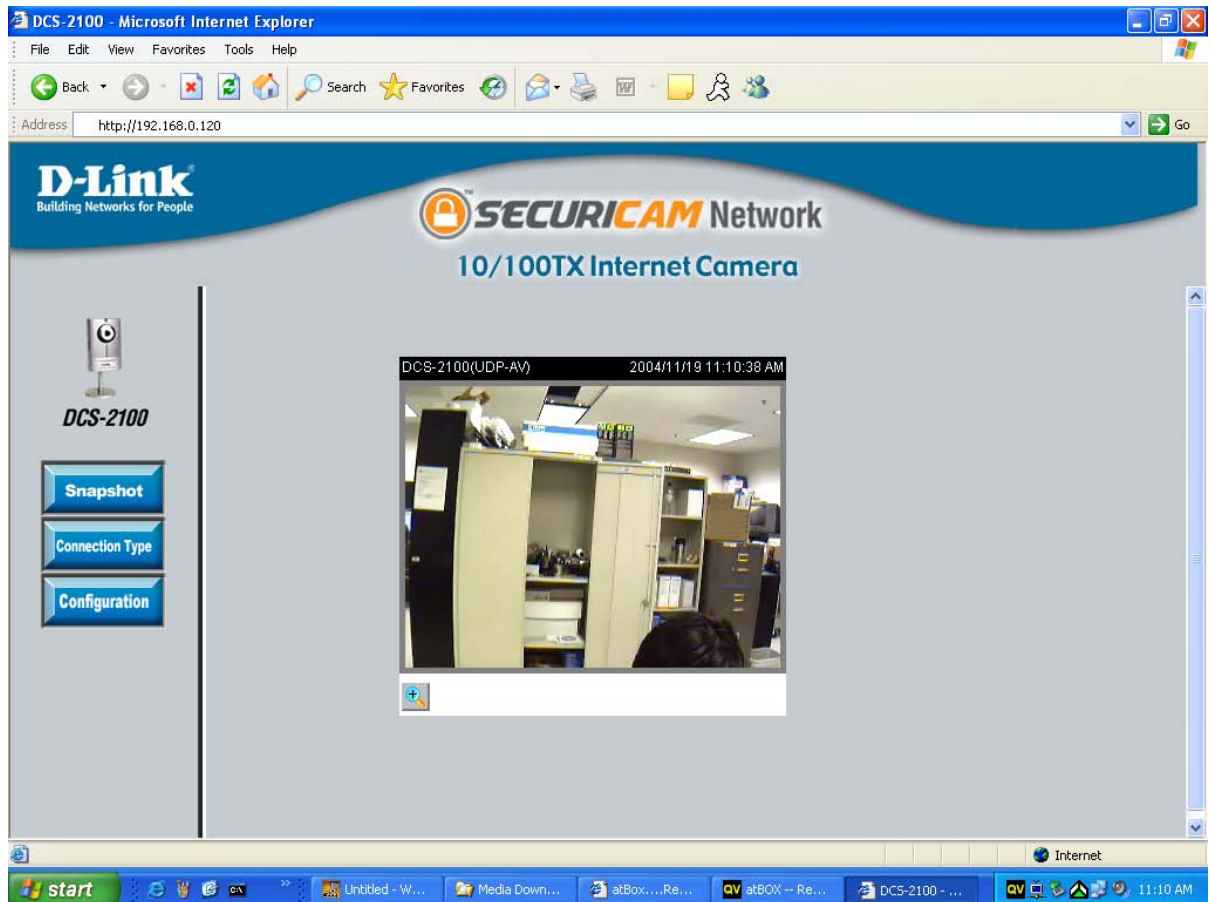 DCS-2100 - Microsoft Internet Explorer
File Edit View Favorites Tools Help
Back Search Favorites
Address http://192.168.0.120 Go
D-Link®
Building Networks for People
SECURICAM™ Network
10/100TX Internet Camera
DCS-2100(UDP-AV) 2004/11/19 11:10:38 AM
DCS-2100
Snapshot
Connection Type
Configuration
Internet
start Untitled - W... Media Down... atBox....Re... QV atBOX -- Re... DCS-2100 - ... QV 11:10 AM